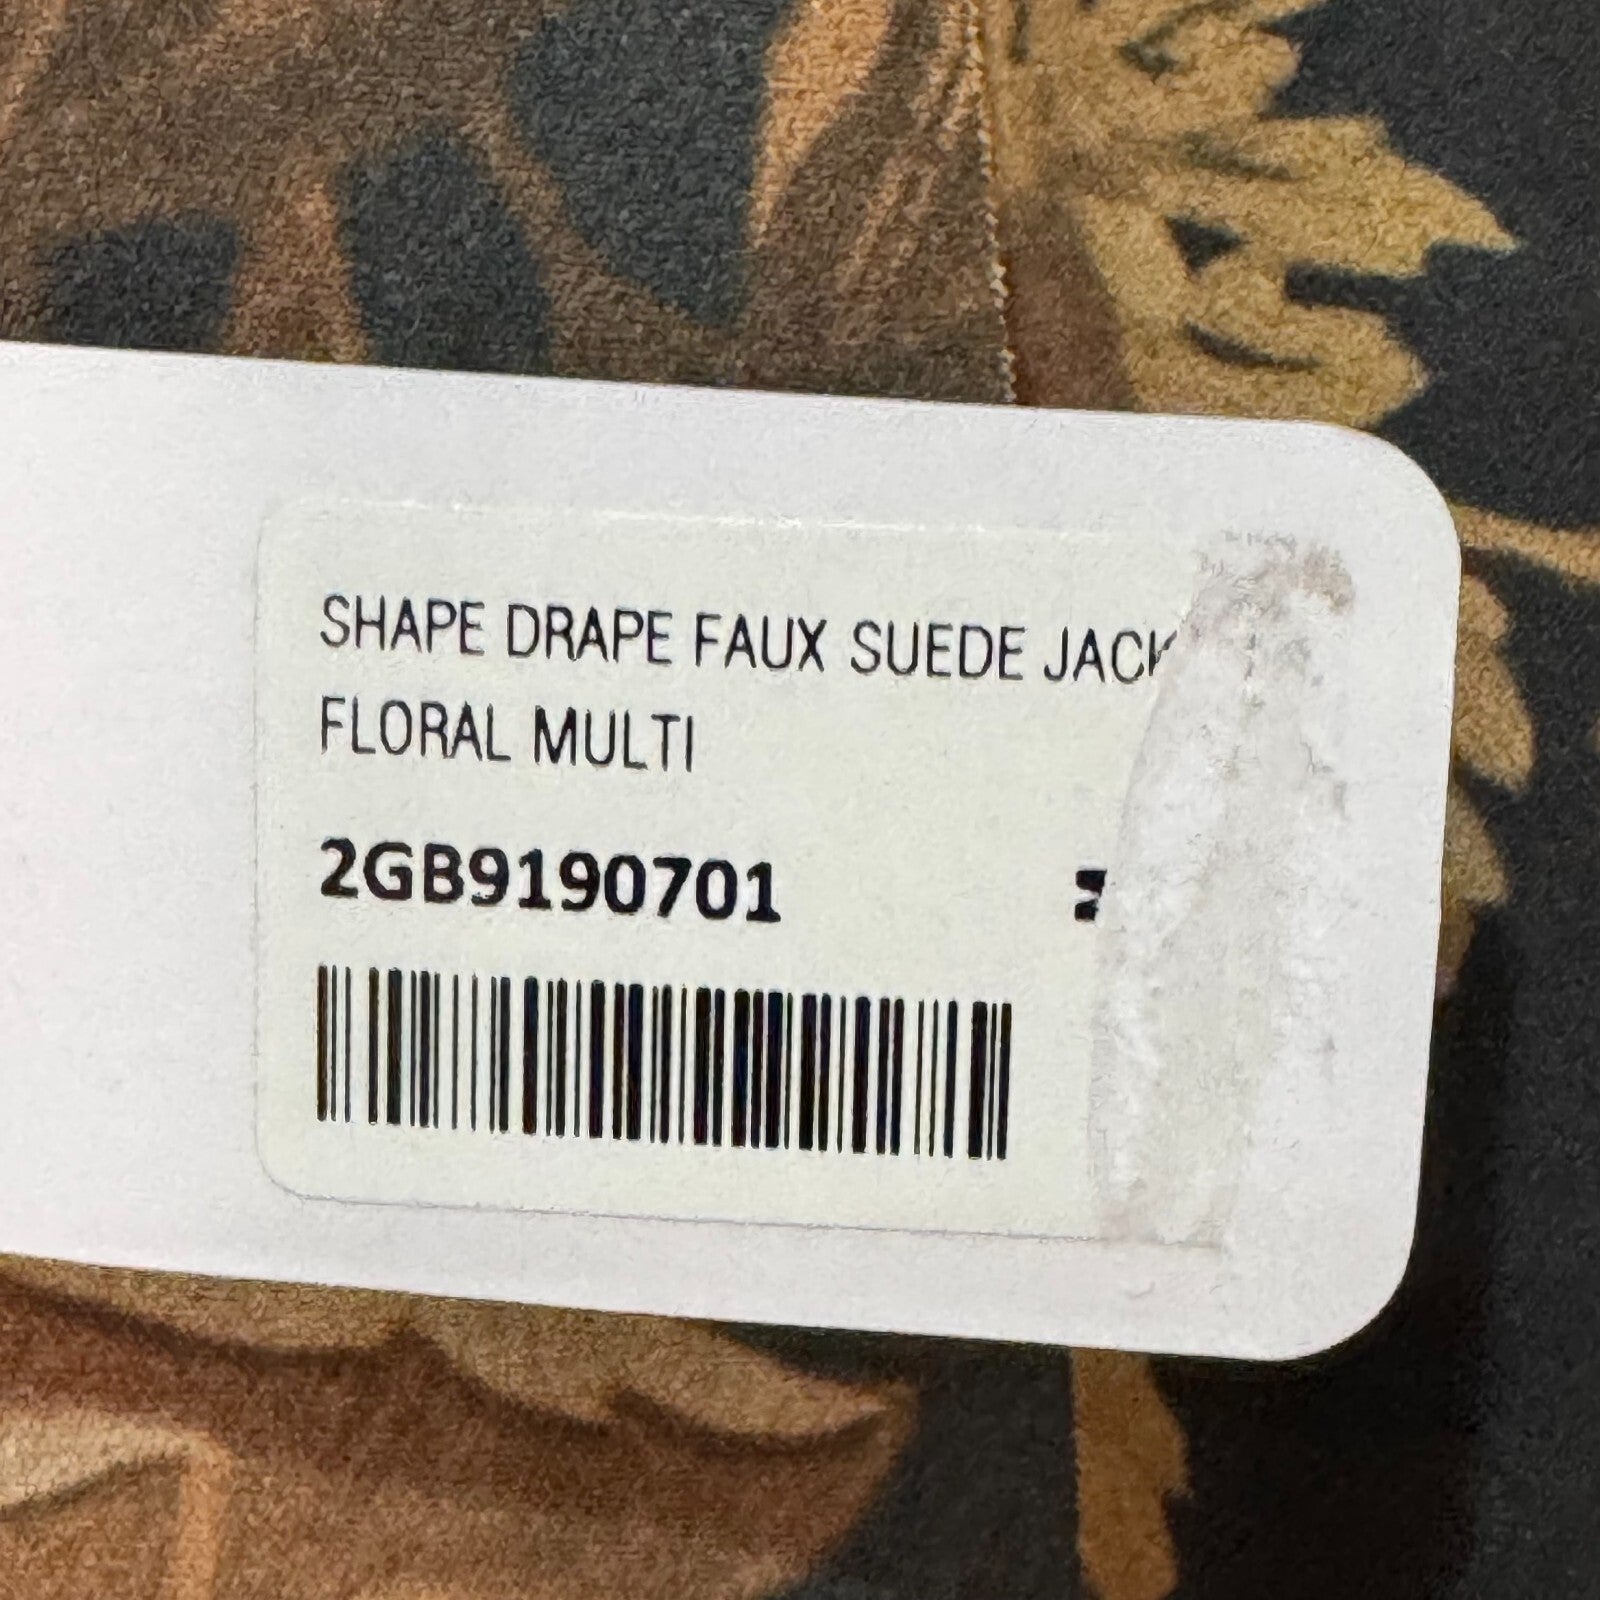 SHAPE DRAPE FAUX SUEDE JACK
FLORAL MULTI
2GB9190701